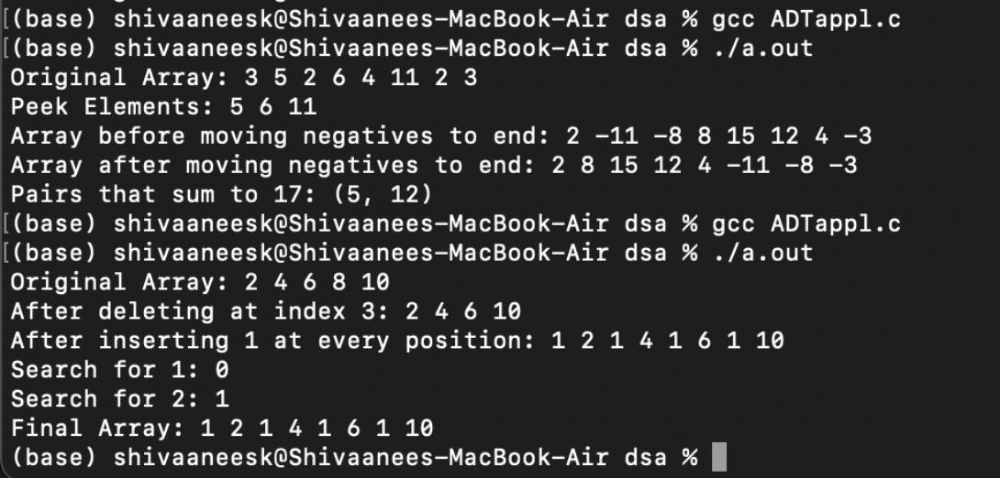 [(base) shivaaneesk@Shivaanees-MacBook-Air dsa % gcc ADTappl.c
[(base) shivaaneesk@Shivaanees-MacBook-Air dsa % ./a.out
Original Array: 3 5 2 6 4 11 2 3
Peek Elements: 5 6 11
Array before moving negatives to end: 2 -11 -8 8 15 12 4 -3
Array after moving negatives to end: 2 8 15 12 4 -11 -8 -3
Pairs that sum to 17: (5, 12)
[(base) shivaaneesk@Shivaanees-MacBook-Air dsa % gcc ADTappl.c
[(base) shivaaneesk@Shivaanees-MacBook-Air dsa % ./a.out
Original Array: 2 4 6 8 10
After deleting at index 3: 2 4 6 10
After inserting 1 at every position: 1 2 1 4 1 6 1 10
Search for 1: 0
Search for 2: 1
Final Array: 1 2 1 4 1 6 1 10
(base) shivaaneesk@Shivaanees-MacBook-Air dsa %